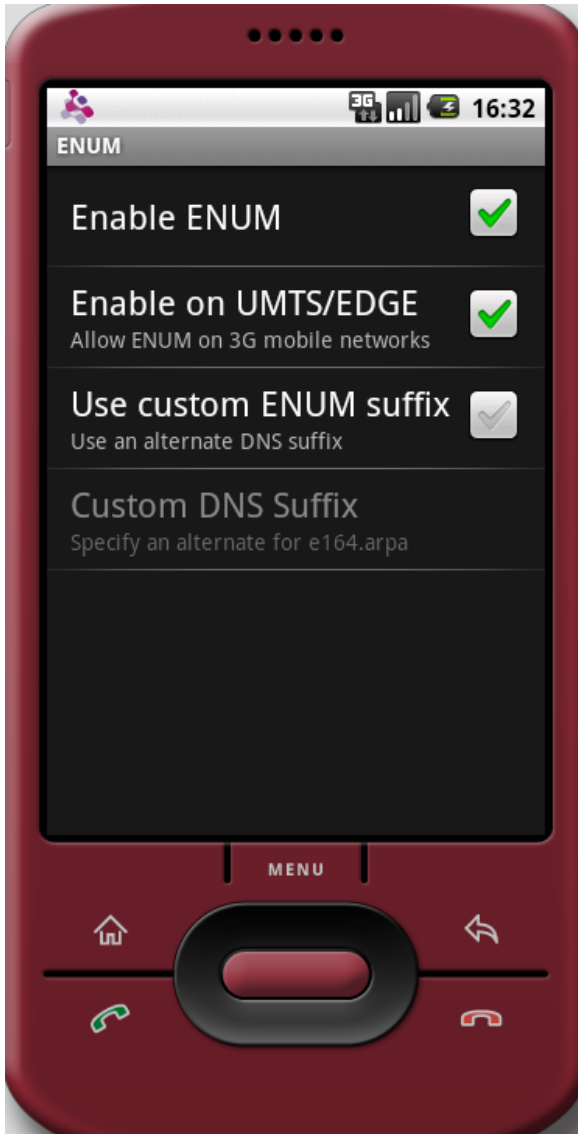 3G 16:32
ENUM
Enable ENUM
Enable on UMTS/EDGE
Allow ENUM on 3G mobile networks
Use custom ENUM suffix
Use an alternate DNS suffix
Custom DNS Suffix
Specify an alternate for e164.arpa
MENU